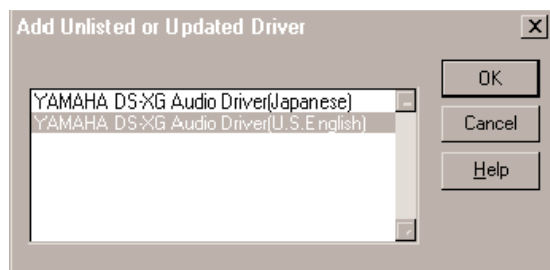 Add Unlisted or Updated Driver
YAMAHA DS-XG Audio Driver(Japanese)
YAMAHA DS-XG Audio Driver(U.S.English)
OK
Cancel
Help